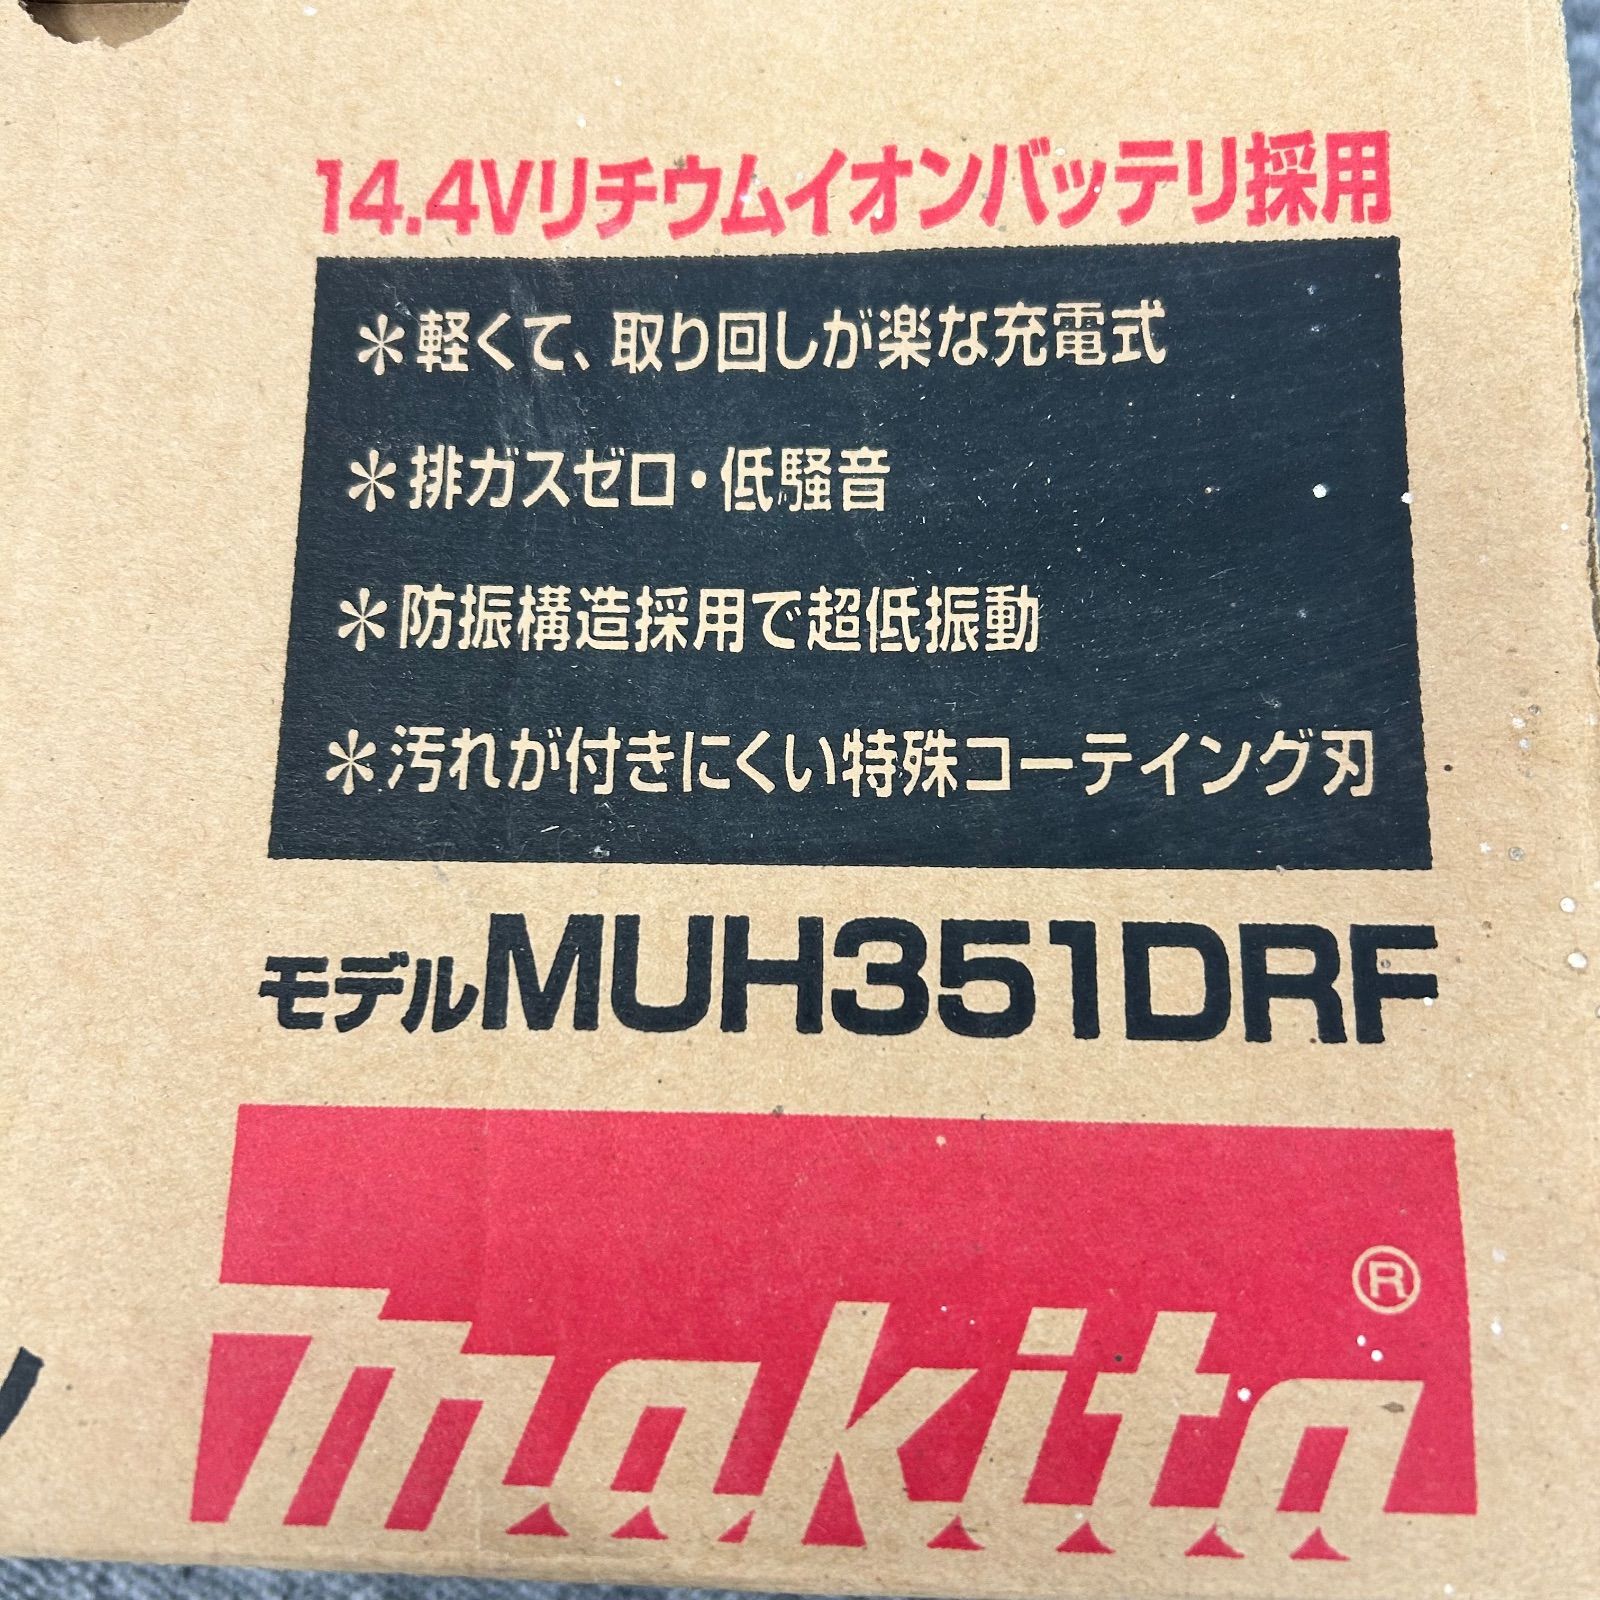 14.4Vリチウムイオンバッテリ採用
＊軽くて、取り回しが楽な充電式
＊排ガスゼロ・低騒音
＊防振構造採用で超低振動
＊汚れが付きにくい特殊コーティング刃
モデルMUH351DRF
makita®